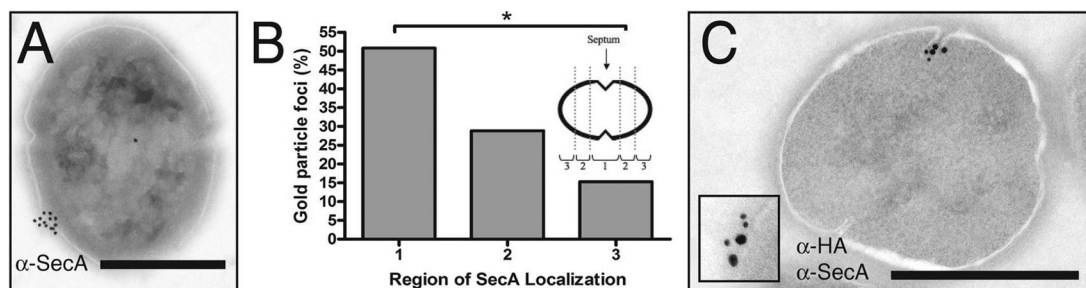 A
α-SecA
B
Gold particle foci (%)
55
50
45
40
35
30
25
20
15
10
5
0
*
Septum
3 2 1 2 3
1 2 3
Region of SecA Localization
C
α-HA
α-SecA